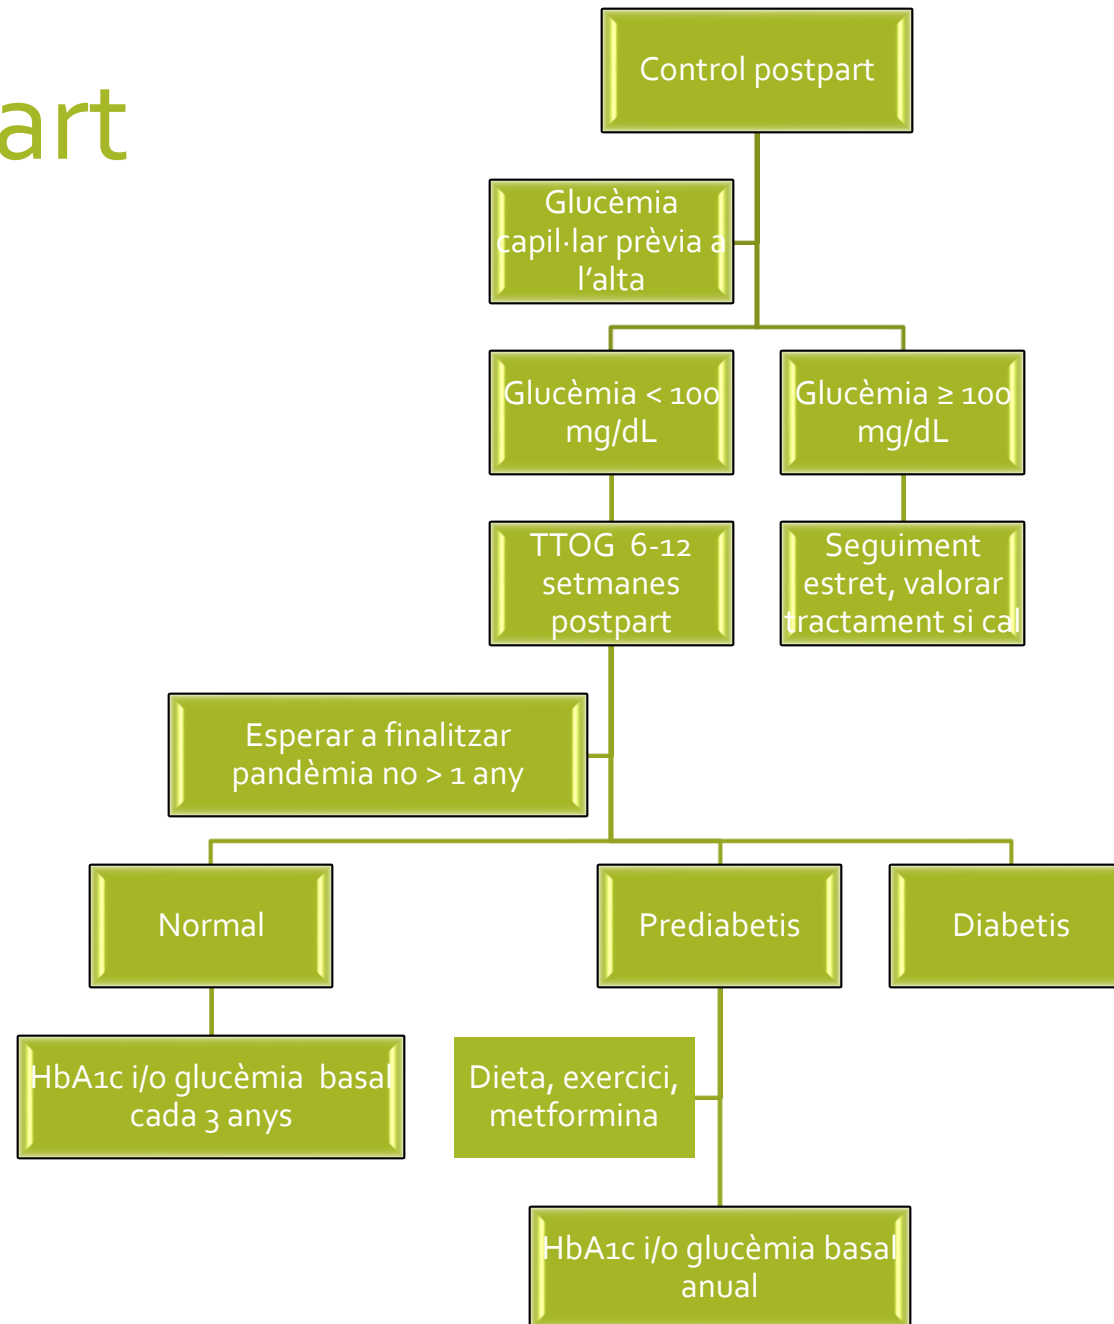 art
Control postpart
Glucèmia
capil·lar prèvia a
l’alta
Glucèmia < 100
mg/dL
Glucèmia ≥ 100
mg/dL
TTOG 6-12
setmanes
postpart
Seguiment
estret, valorar
tractament si cal
Esperar a finalitzar
pandèmia no > 1 any
Normal
Prediabetis
Diabetis
HbA1c i/o glucèmia basal
cada 3 anys
Dieta, exercici,
metformina
HbA1c i/o glucèmia basal
anual